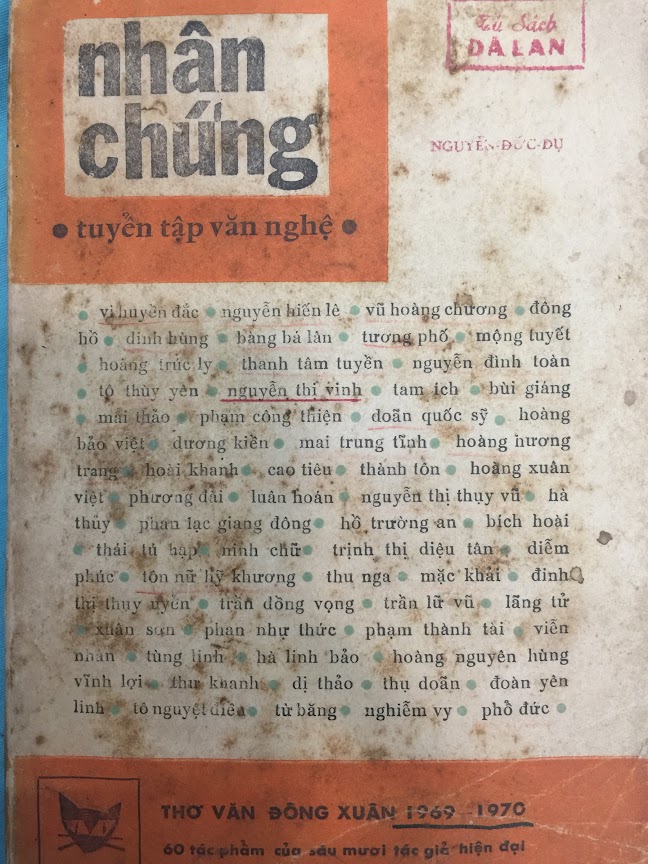 nhân
chứng
• tuyển tập văn nghệ •
Tủ Sách
DẠ LAN
NGUYỄN-ĐỨC-DỤ
• vi huyền đắc • nguyễn hiến lê • vũ hoàng chương • đông
hồ • đinh hùng • bàng bá lân • tương phố • mộng tuyết
• hoàng trúc ly • thanh tâm tuyền • nguyễn đình toàn
• tô thùy yên • nguyễn thị vinh • tam ích • bùi giáng
• mai thảo • phạm công thiện • doãn quốc sỹ • hoàng
bảo việt • dương kiền • mai trung tĩnh • hoàng hương
trang • hoài khanh • cao tiêu • thành tôn • hoàng xuân
việt • phương đài • luân hoán • nguyễn thị thụy vũ • hà
thúy • phan lạc giang đông • hồ trường an • bích hoài
• thái tú hạp • ninh chữ • trịnh thị diệu tân • diễm
phúc • tôn nữ hỷ khương • thu nga • mặc khải • đinh
thị thụy uyển • trần dồng vọng • trần lữ vũ • lãng tử
• xuân sơn • phan như thức • phạm thành tài • viễn
nhân • tùng linh • hà linh bảo • hoàng nguyên hùng
vĩnh lợi • thư khanh • dị thảo • thụ doãn • đoàn yên
linh • tô nguyệt điều • từ băng • nghiễm vy • phổ đức •
THƠ VĂN ĐÔNG XUÂN 1969-1970
60 tác phẩm của sáu mươi tác giả hiện đại